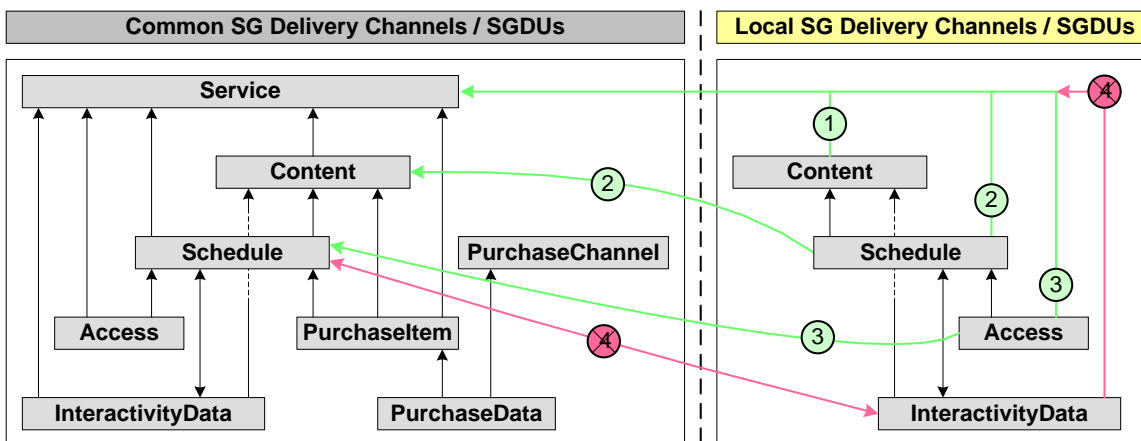 Common SG Delivery Channels / SGDUs
Local SG Delivery Channels / SGDUs
Service
4
1
Content
2
Content
2
Schedule
PurchaseChannel
Schedule
3
Access
PurchaseItem
4
3
Access
InteractivityData
PurchaseData
InteractivityData